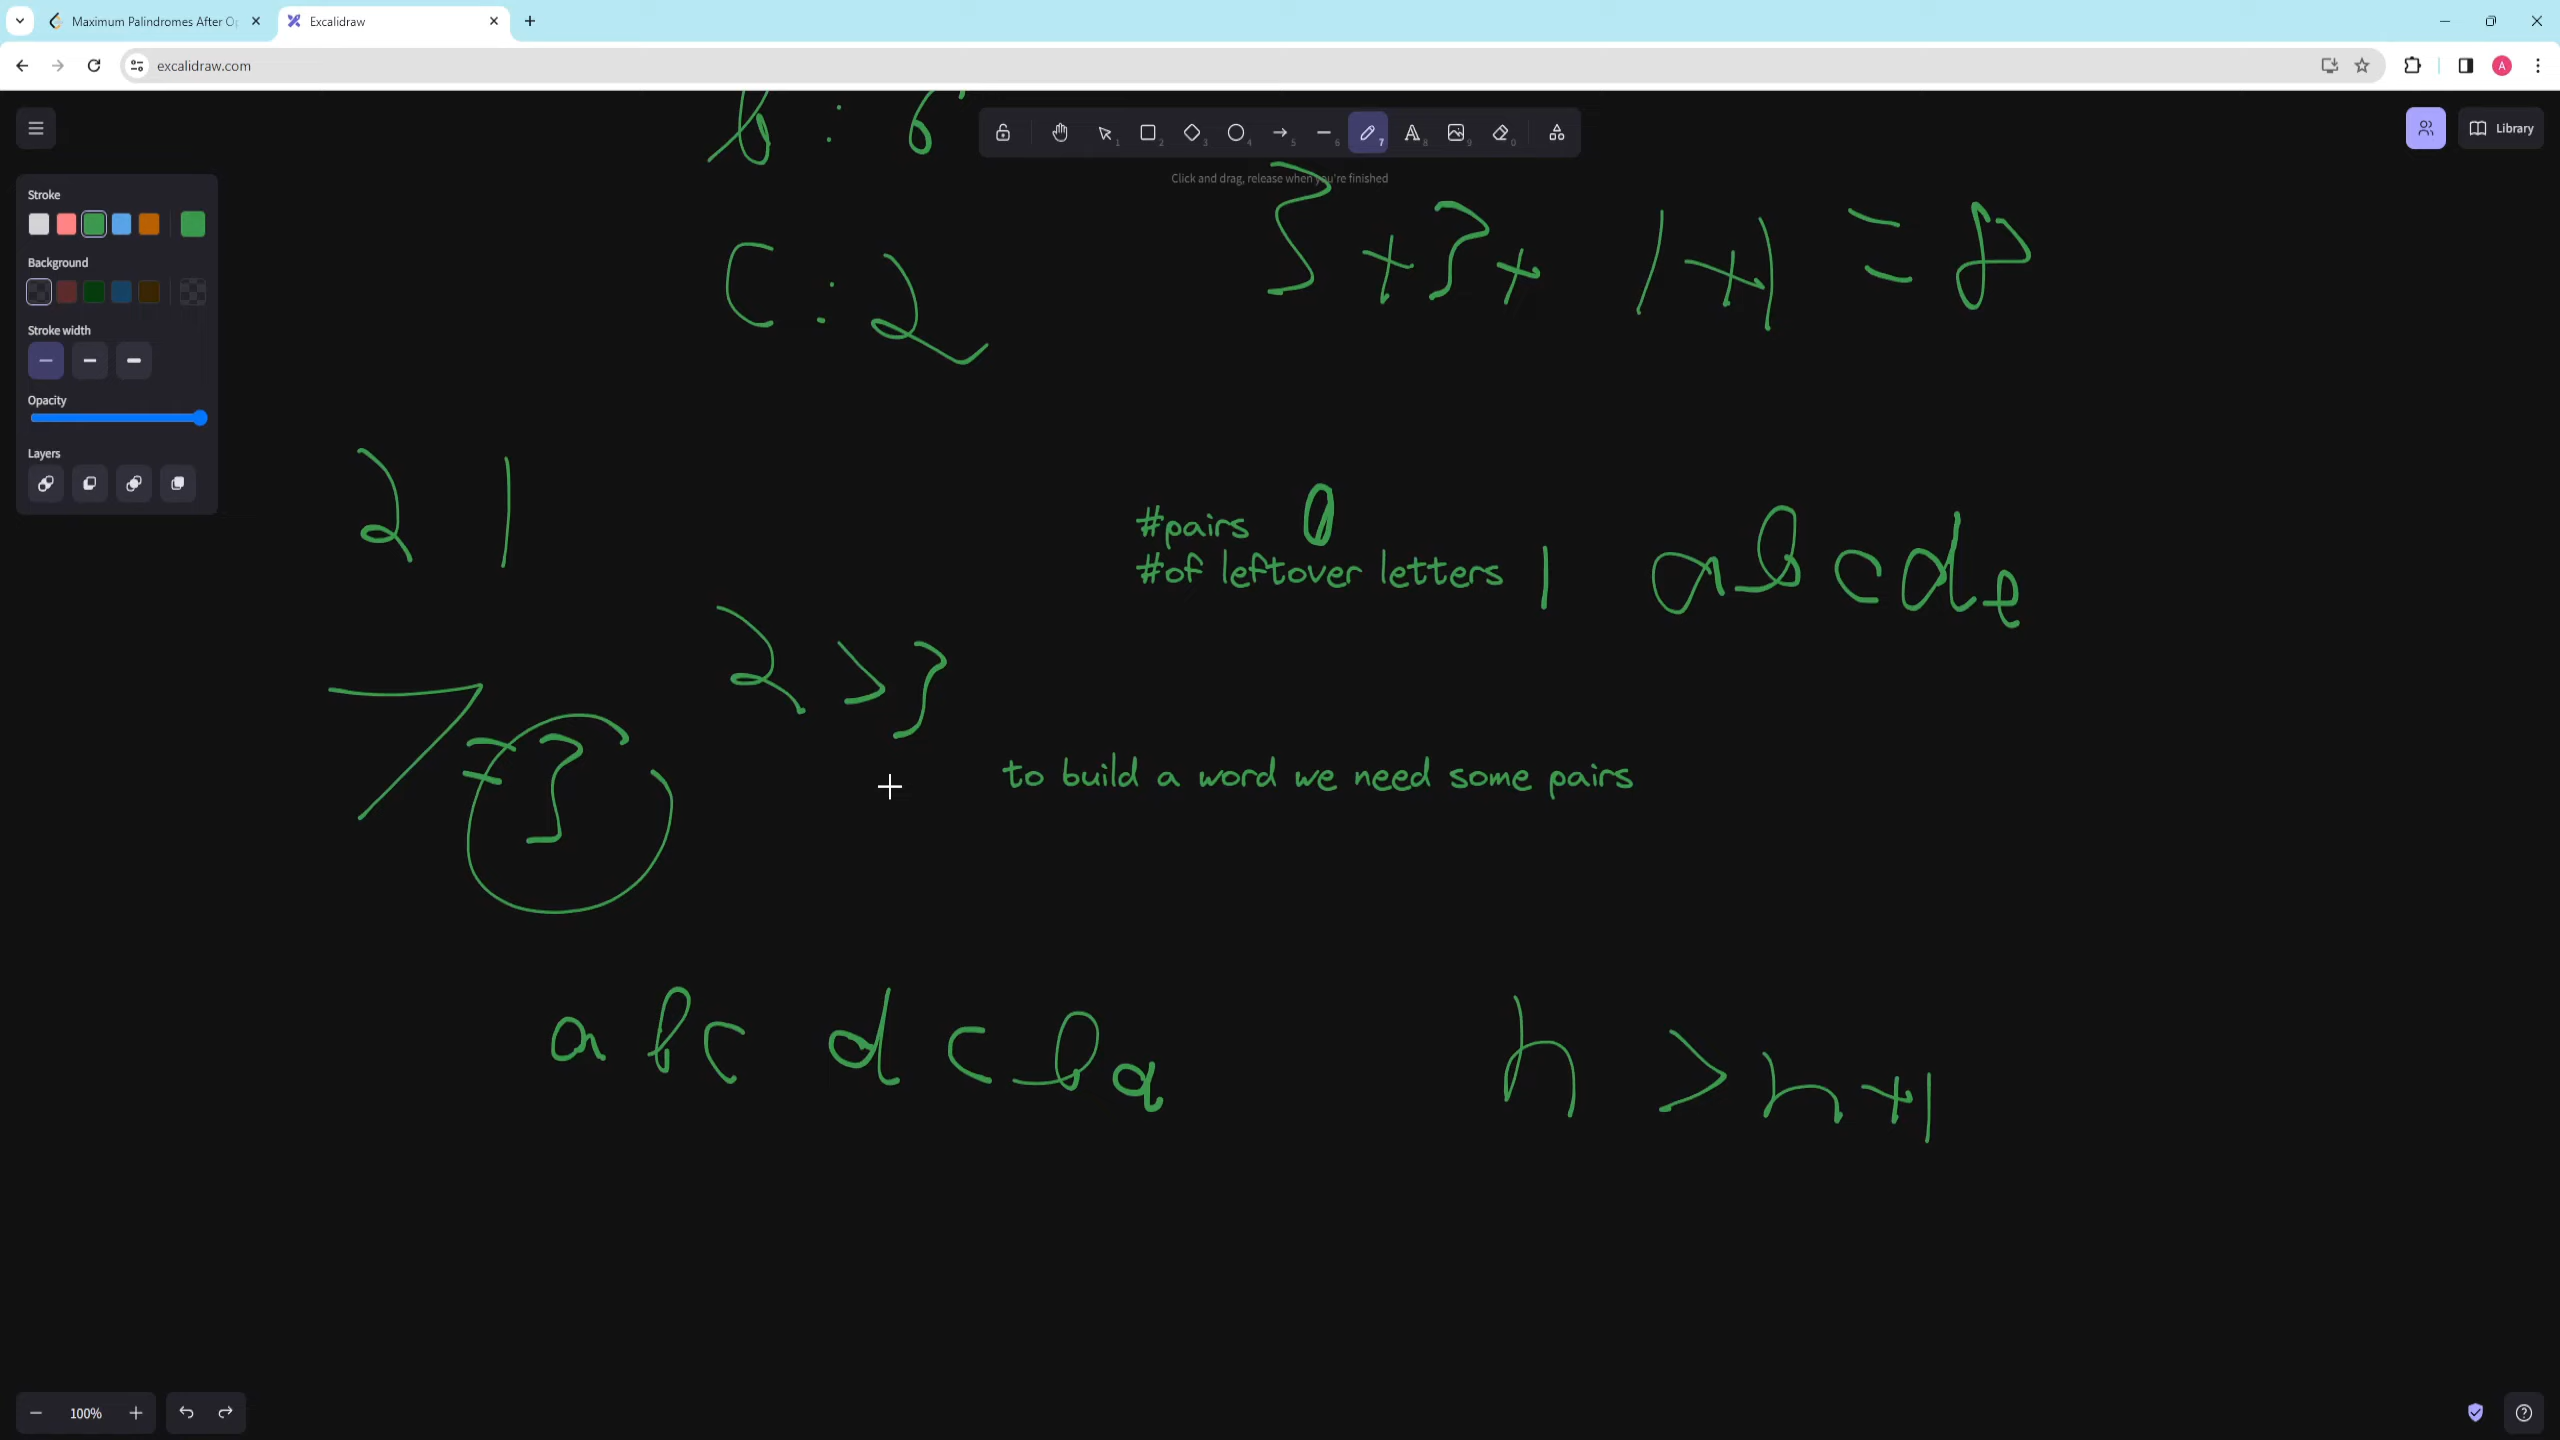 Maximum Palindromes After Op
Excalidraw
excalidraw.com
b : 6
Library
Click and drag, release when you're finished
Stroke
3 + 3 + 1 + 1 = 8
Background
c : 2
Stroke width
Opacity
Layers
2 1
#pairs 0
#of leftover letters 1
a b c d e
2 > 3
7 = 3
to build a word we need some pairs
a b c d c b a
n > n + 1
100%